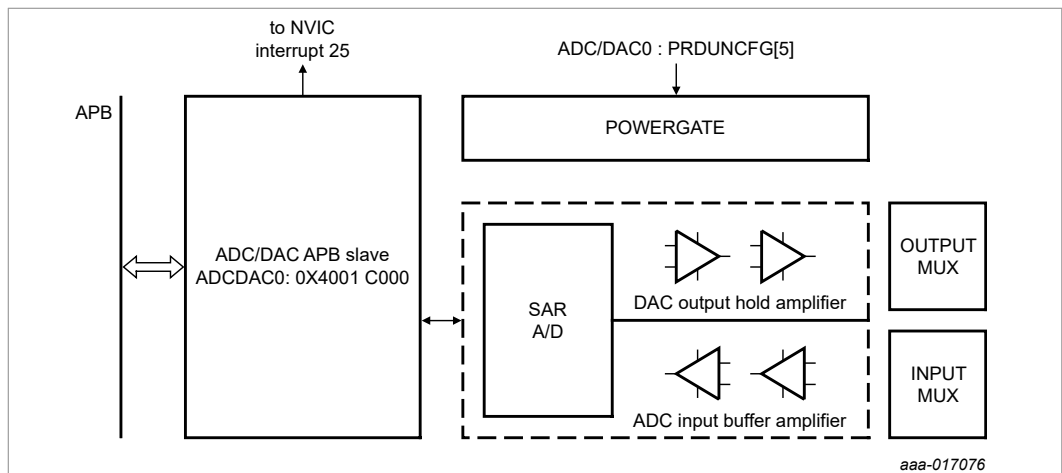 to NVIC
interrupt 25
ADC/DAC0 : PRDUNCFG[5]
APB
POWERGATE
ADC/DAC APB slave
ADCDAC0: 0X4001 C000
SAR
A/D
DAC output hold amplifier
ADC input buffer amplifier
OUTPUT
MUX
INPUT
MUX
aaa-017076